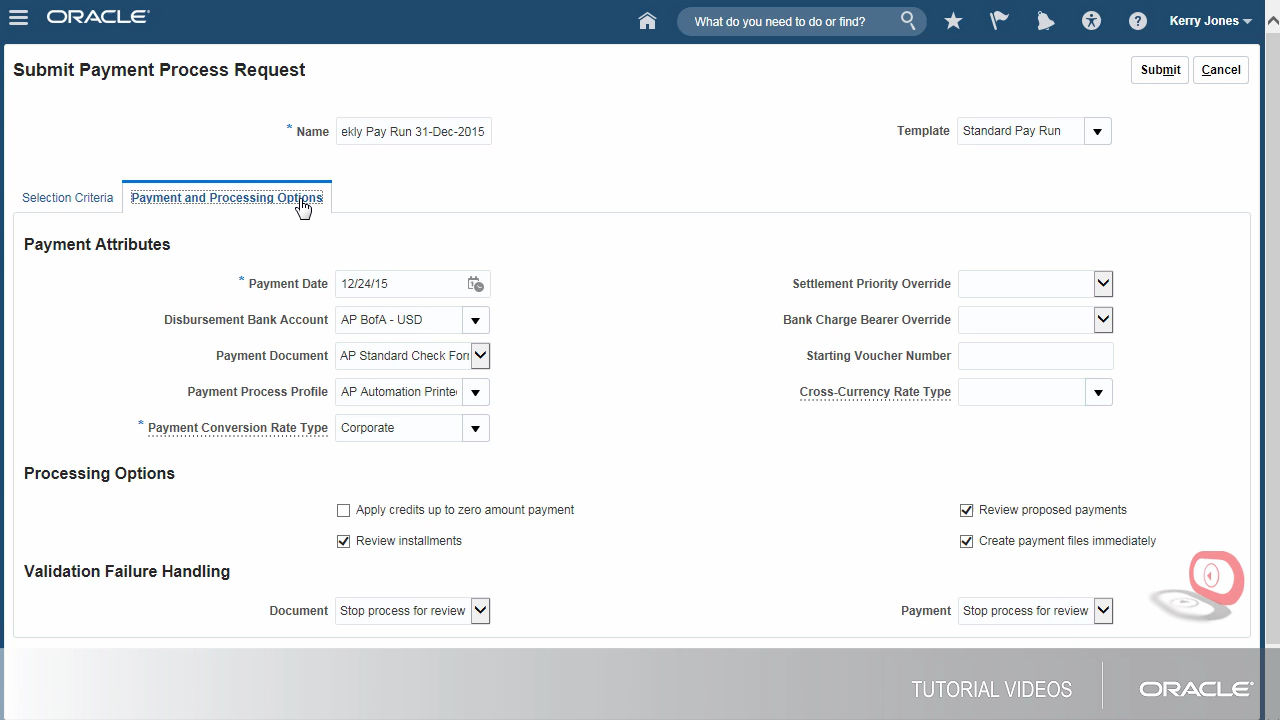 ORACLE
What do you need to do or find?
Kerry Jones
Submit Payment Process Request
Submit
Cancel
* Name
ekly Pay Run 31-Dec-2015
Template
Standard Pay Run
Selection Criteria
Payment and Processing Options
Payment Attributes
* Payment Date
12/24/15
Settlement Priority Override
Disbursement Bank Account
AP BofA - USD
Bank Charge Bearer Override
Payment Document
AP Standard Check For
Starting Voucher Number
Payment Process Profile
AP Automation Printe
Cross-Currency Rate Type
* Payment Conversion Rate Type
Corporate
Processing Options
Apply credits up to zero amount payment
Review proposed payments
Review installments
Create payment files immediately
Validation Failure Handling
Document
Stop process for review
Payment
Stop process for review
TUTORIAL VIDEOS
ORACLE